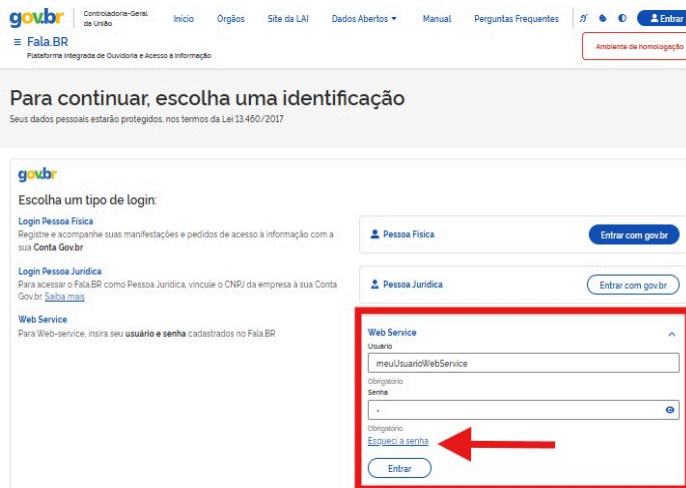 gov.br
Controladoria-Geral
da União
Início Órgãos Site da LAI Dados Abertos Manual Perguntas Frequentes Entrar
Fala.BR
Plataforma Integrada de Ouvidoria e Acesso à Informação
Ambiente de homologação
Para continuar, escolha uma identificação
Seus dados pessoais estarão protegidos, nos termos da Lei 13.460/2017
gov.br
Escolha um tipo de login:
Login Pessoa Física
Registre e acompanhe suas manifestações e pedidos de acesso à informação com a
sua Conta Gov.br
Pessoa Física Entrar com gov.br
Login Pessoa Jurídica
Para acessar o Fala.BR como Pessoa Jurídica, vincule o CNPJ da empresa à sua Conta
Gov.br. Saiba mais
Pessoa Jurídica Entrar com gov.br
Web Service
Para Web-service, insira seu usuário e senha cadastrados no Fala.BR
Web Service
Usuário
meuUsuarioWebService
Obrigatório
Senha
Obrigatório
Esqueci a senha
Entrar